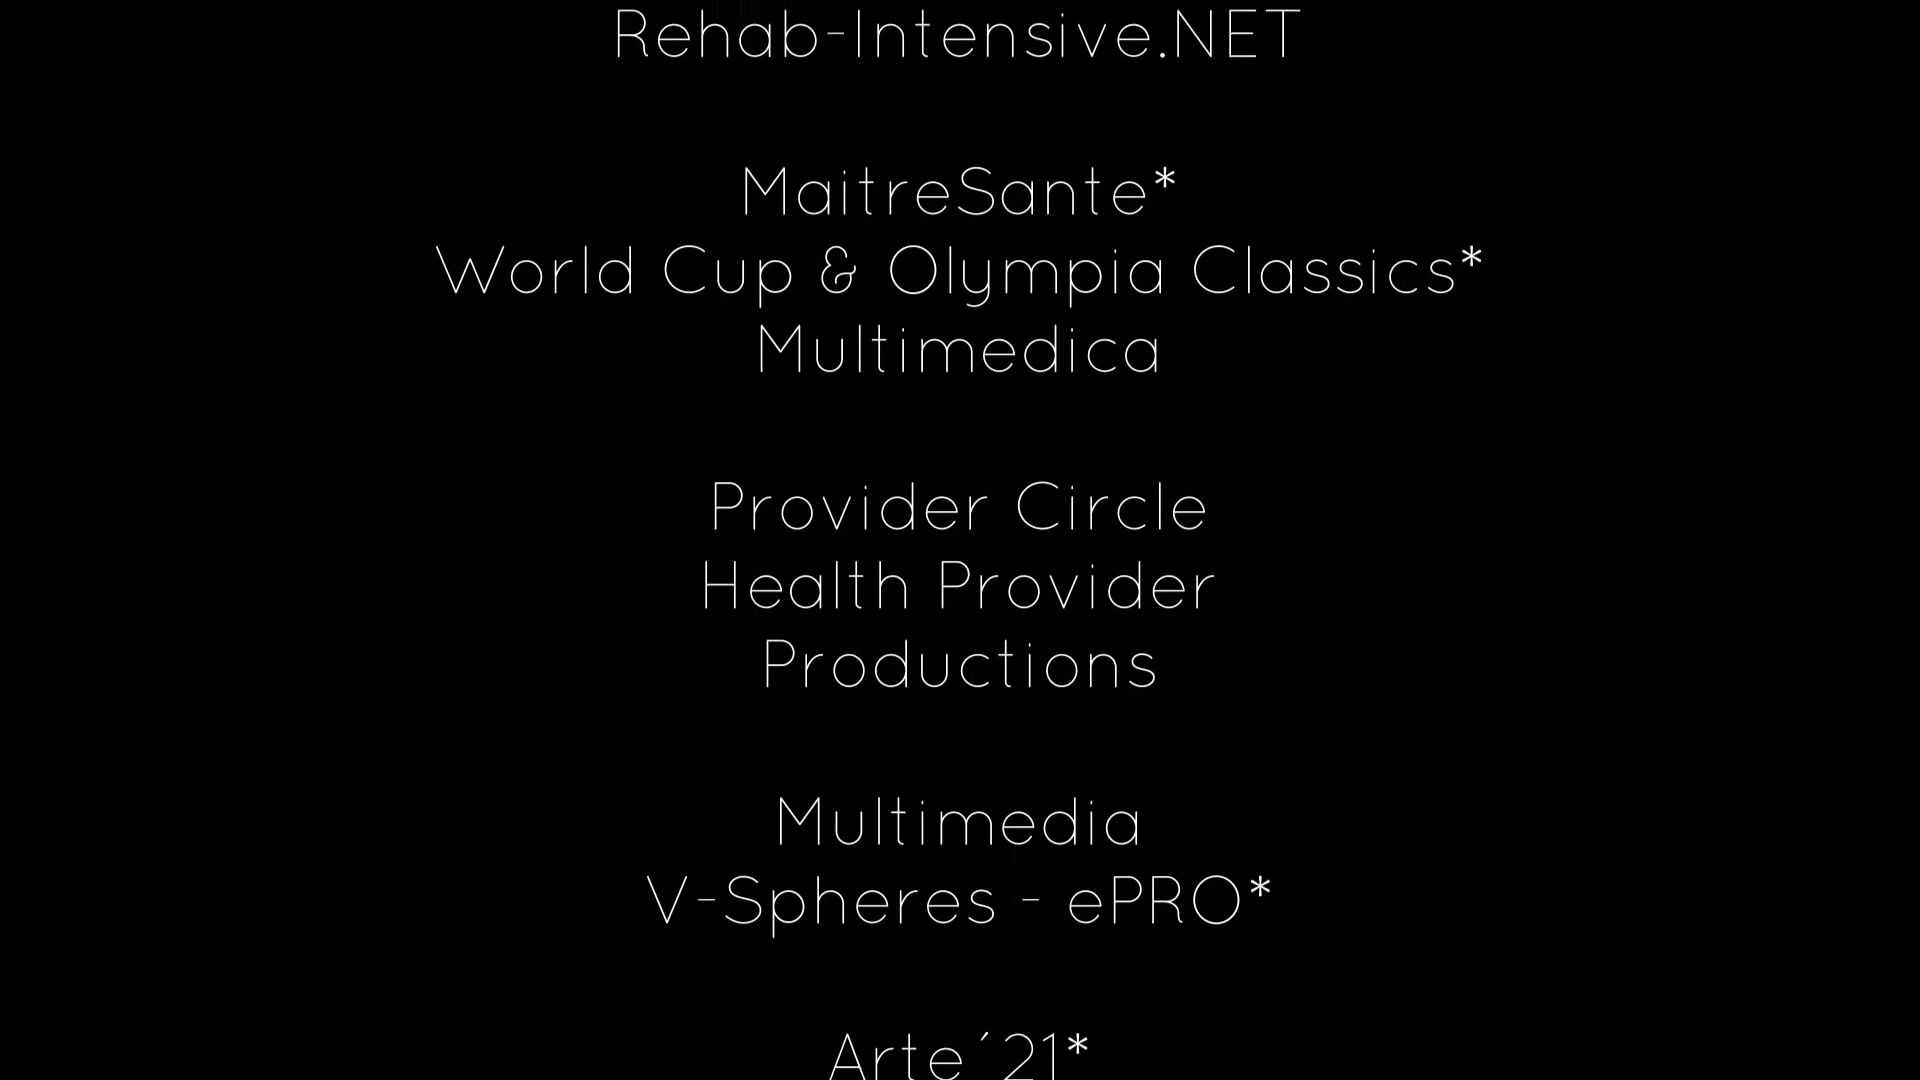 Rehab-Intensive.NET
MaitreSante*
World Cup & Olympia Classics*
Multimedica
Provider Circle
Health Provider
Productions
Multimedia
V-Spheres - ePRO*
Arte´21*